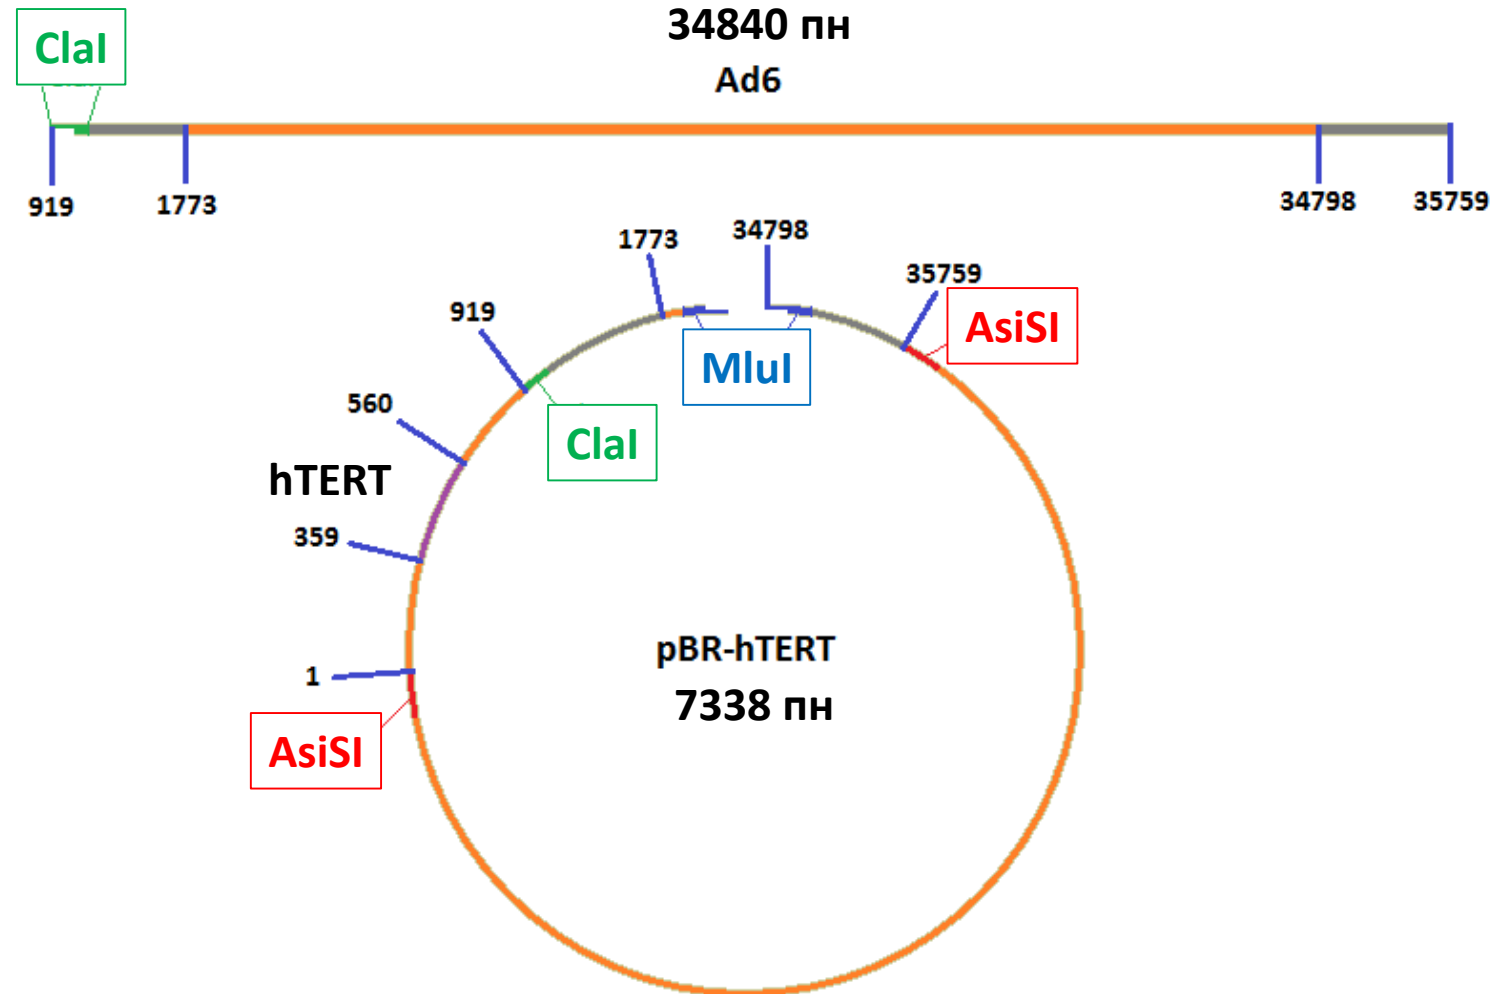 34840 пн
ClaI
Ad6
919
1773
34798
35759
1773
34798
35759
919
AsiSI
MluI
560
ClaI
hTERT
359
pBR-hTERT
1
7338 пн
AsiSI